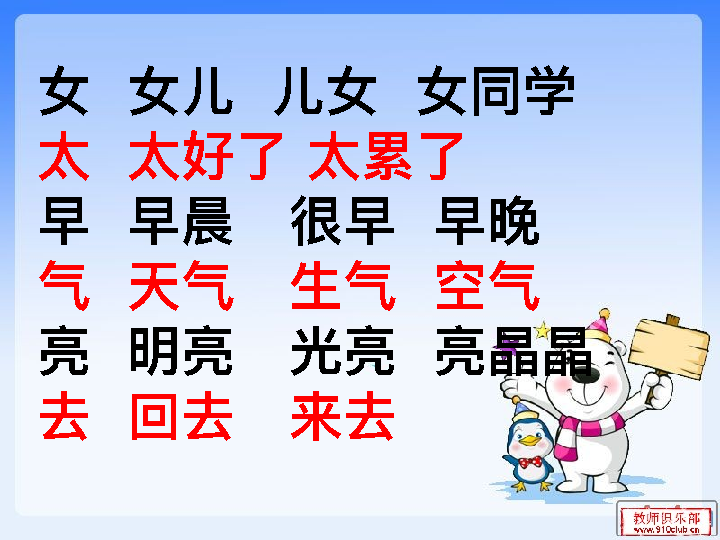 女 女儿 儿女 女同学
太 太好了 太累了
早 早晨 很早 早晚
气 天气 生气 空气
亮 明亮 光亮 亮晶晶
去 回去 来去
教师俱乐部
www.910club.cn